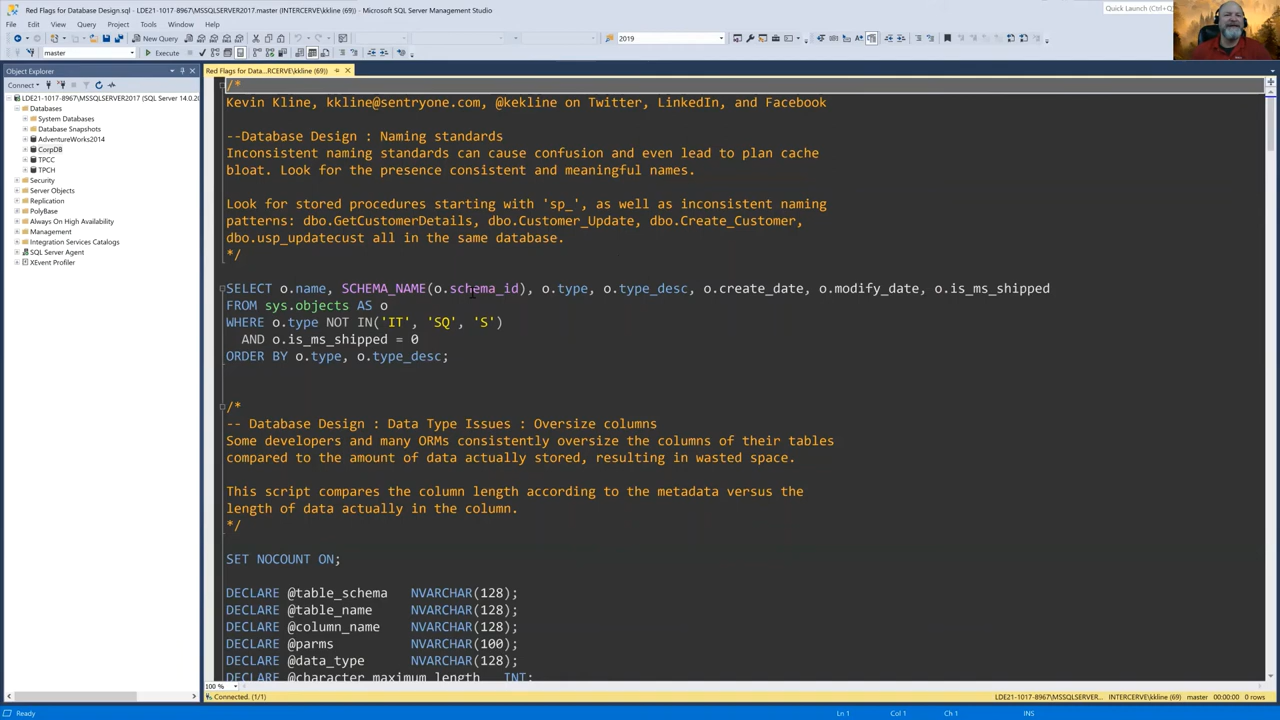 Red Flags for Database Design.sql - LDE21-1017-8967\MSSQLSERVER2017.master (INTERCERVE\kkline (69)) - Microsoft SQL Server Management Studio
Quick Launch (Ctrl+Q)
File Edit View Query Project Tools Window Help
New Query
2019
master
Execute
Object Explorer
Red Flags for Data...RCERVE\kkline (69))
Connect
LDE21-1017-8967\MSSQLSERVER2017 (SQL Server 14.0.20
Databases
System Databases
Database Snapshots
AdventureWorks2014
CorpDB
TPCC
TPCH
Security
Server Objects
Replication
PolyBase
Always On High Availability
Management
Integration Services Catalogs
SQL Server Agent
XEvent Profiler
/*
Kevin Kline, kkline@sentryone.com, @kekline on Twitter, LinkedIn, and Facebook
--Database Design : Naming standards
Inconsistent naming standards can cause confusion and even lead to plan cache
bloat. Look for the presence consistent and meaningful names.
Look for stored procedures starting with 'sp_', as well as inconsistent naming
patterns: dbo.GetCustomerDetails, dbo.Customer_Update, dbo.Create_Customer,
dbo.usp_updatecust all in the same database.
*/
SELECT o.name, SCHEMA_NAME(o.schema_id), o.type, o.type_desc, o.create_date, o.modify_date, o.is_ms_shipped
FROM sys.objects AS o
WHERE o.type NOT IN('IT', 'SQ', 'S')
AND o.is_ms_shipped = 0
ORDER BY o.type, o.type_desc;
/*
-- Database Design : Data Type Issues : Oversize columns
Some developers and many ORMs consistently oversize the columns of their tables
compared to the amount of data actually stored, resulting in wasted space.
This script compares the column length according to the metadata versus the
length of data actually in the column.
*/
SET NOCOUNT ON;
DECLARE @table_schema NVARCHAR(128);
DECLARE @table_name NVARCHAR(128);
DECLARE @column_name NVARCHAR(128);
DECLARE @parms NVARCHAR(100);
DECLARE @data_type NVARCHAR(128);
DECLARE @character_maximum_length INT;
100 %
Connected. (1/1)
LDE21-1017-8967\MSSQLSERVER... INTERCERVE\kkline (69) master 00:00:00 0 rows
Ready
Ln 1 Col 1 Ch 1 INS